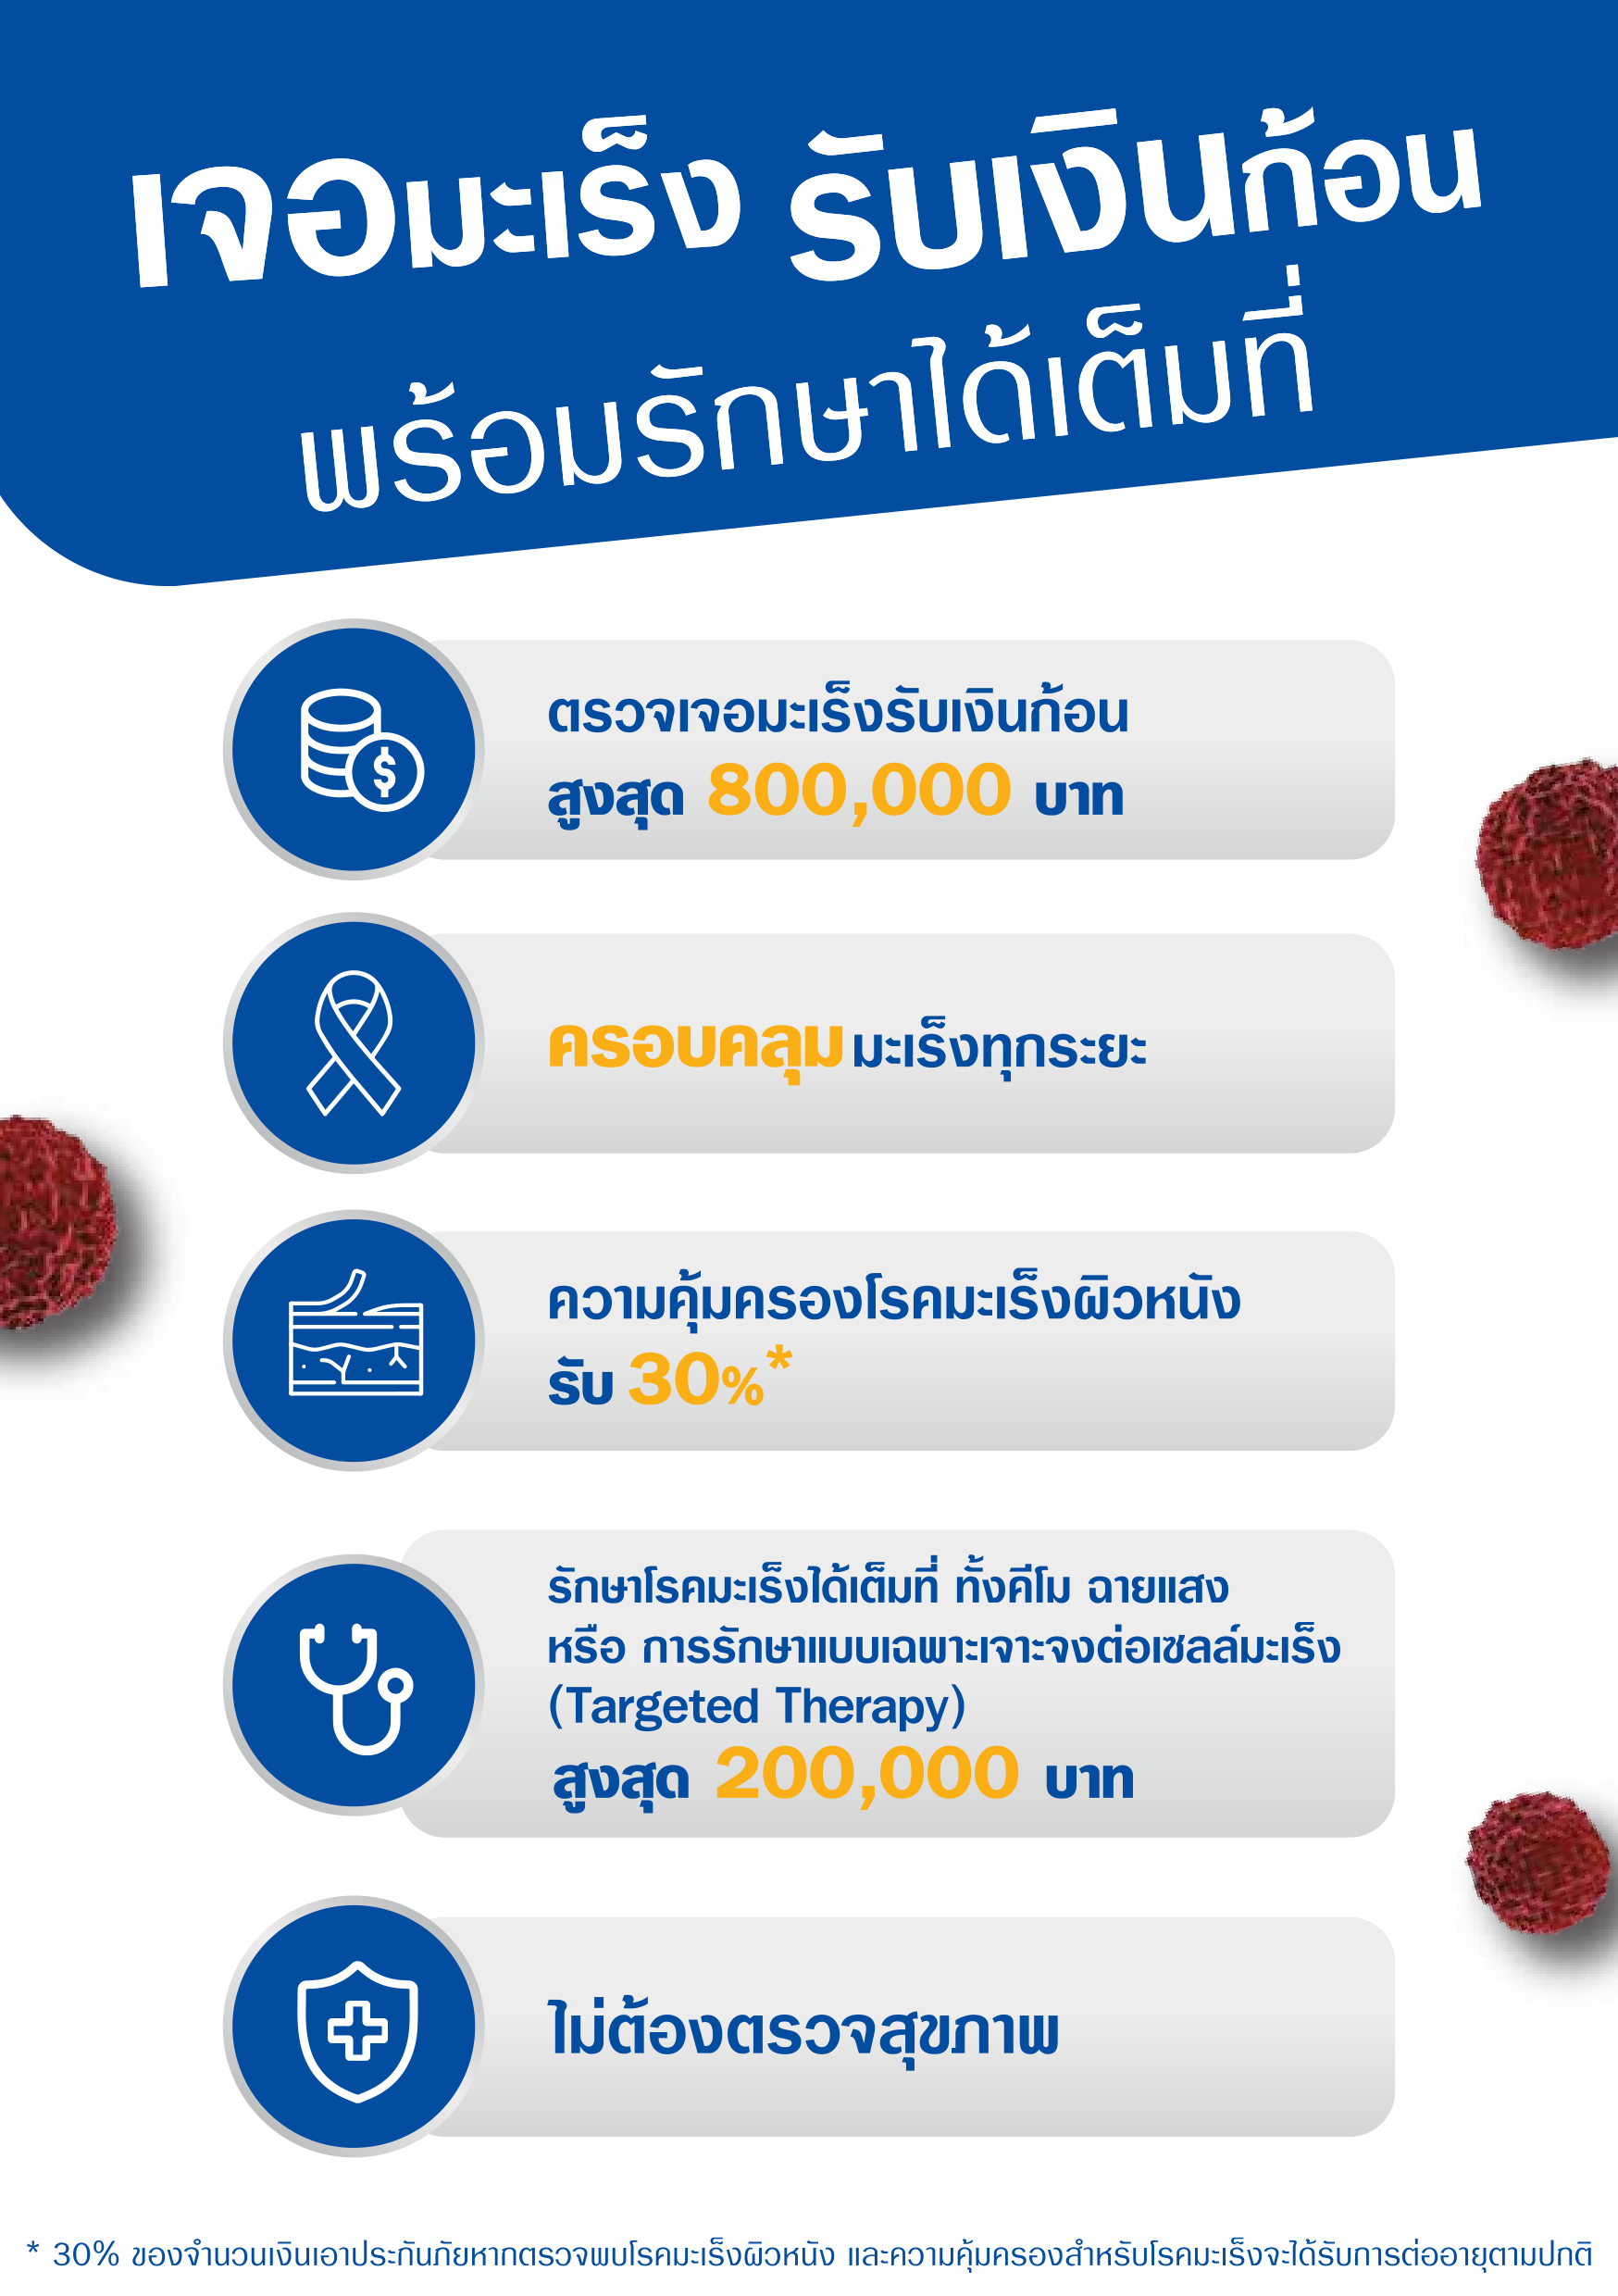 เจอมะเร็ง รับเงินก้อน
พร้อมรักษาได้เต็มที่
ตรวจเจอมะเร็งรับเงินก้อน
สูงสุด 800,000 บาท
ครอบคลุมมะเร็งทุกระยะ
ความคุ้มครองโรคมะเร็งผิวหนัง
รับ 30%*
รักษาโรคมะเร็งได้เต็มที่ ทั้งคีโม ฉายแสง
หรือ การรักษาแบบเฉพาะเจาะจงต่อเซลล์มะเร็ง
(Targeted Therapy)
สูงสุด 200,000 บาท
ไม่ต้องตรวจสุขภาพ
* 30% ของจำนวนเงินเอาประกันภัยหากตรวจพบโรคมะเร็งผิวหนัง และความคุ้มครองสำหรับโรคมะเร็งจะได้รับการต่ออายุตามปกติ